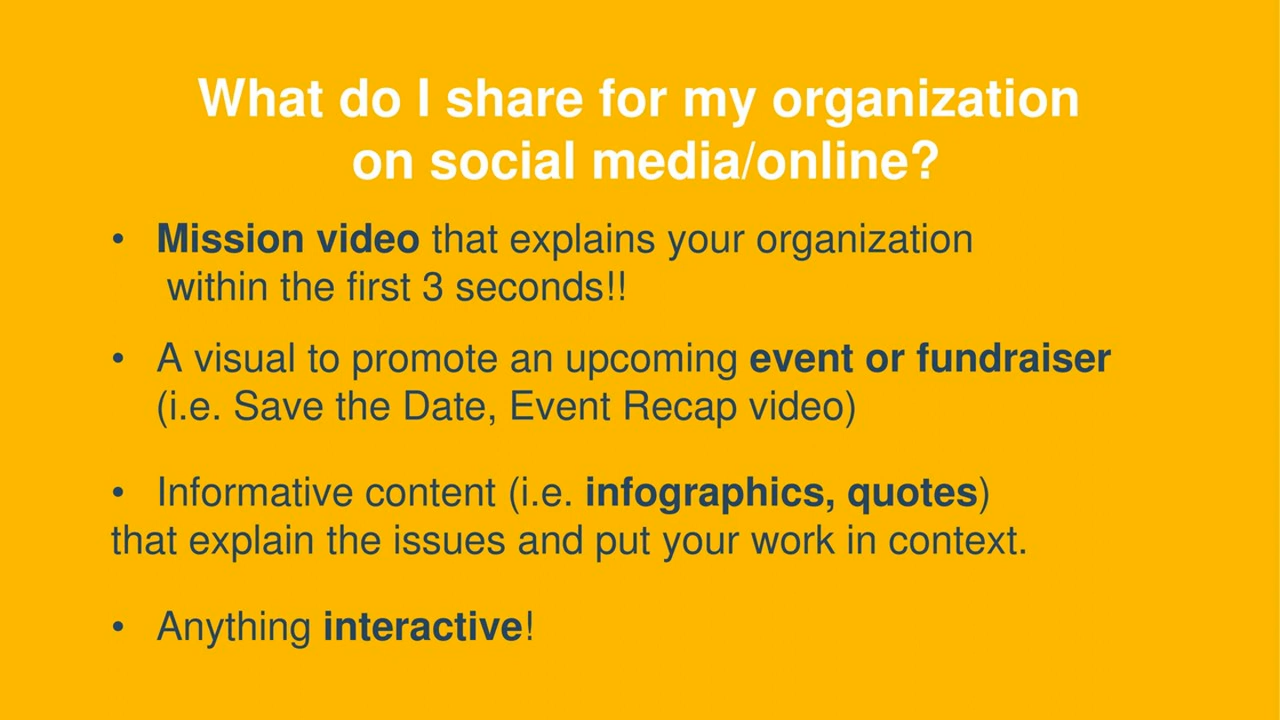 What do I share for my organization
on social media/online?
• Mission video that explains your organization
within the first 3 seconds!!
• A visual to promote an upcoming event or fundraiser
(i.e. Save the Date, Event Recap video)
• Informative content (i.e. infographics, quotes)
that explain the issues and put your work in context.
• Anything interactive!